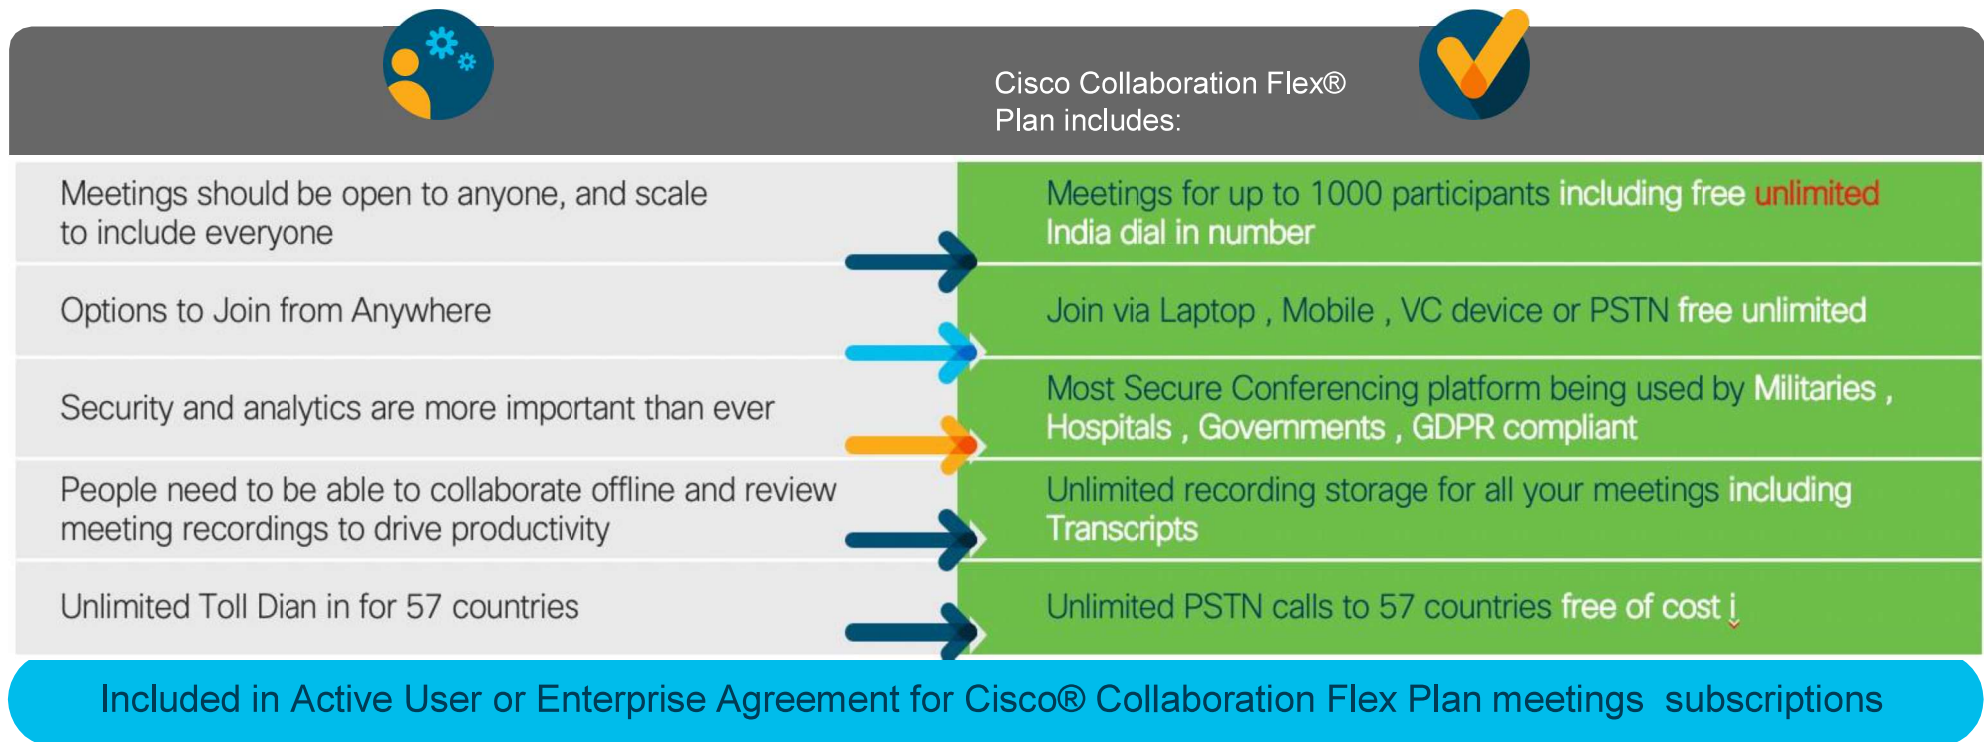 Cisco Collaboration Flex®
Plan includes:
Meetings should be open to anyone, and scale
to include everyone
Meetings for up to 1000 participants including free unlimited
India dial in number
Options to Join from Anywhere
Join via Laptop , Mobile , VC device or PSTN free unlimited
Security and analytics are more important than ever
Most Secure Conferencing platform being used by Militaries ,
Hospitals , Governments , GDPR compliant
People need to be able to collaborate offline and review
meeting recordings to drive productivity
Unlimited recording storage for all your meetings including
Transcripts
Unlimited Toll Dian in for 57 countries
Unlimited PSTN calls to 57 countries free of cost i
Included in Active User or Enterprise Agreement for Cisco® Collaboration Flex Plan meetings subscriptions